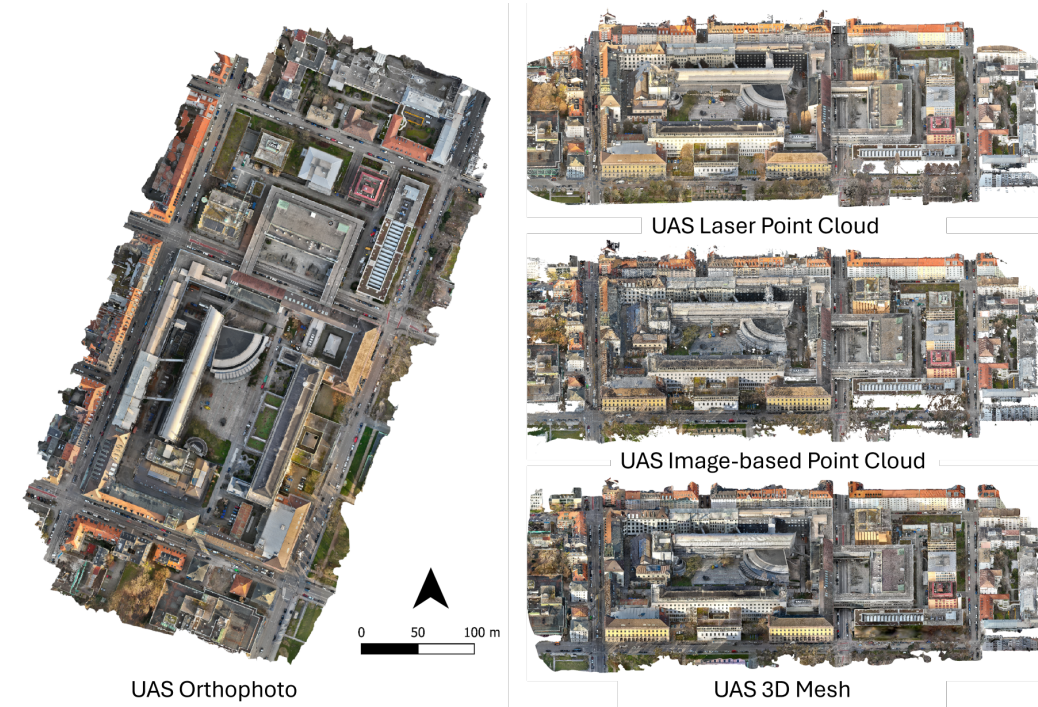 UAS Laser Point Cloud
UAS Image-based Point Cloud
0 50 100 m
UAS Orthophoto
UAS 3D Mesh